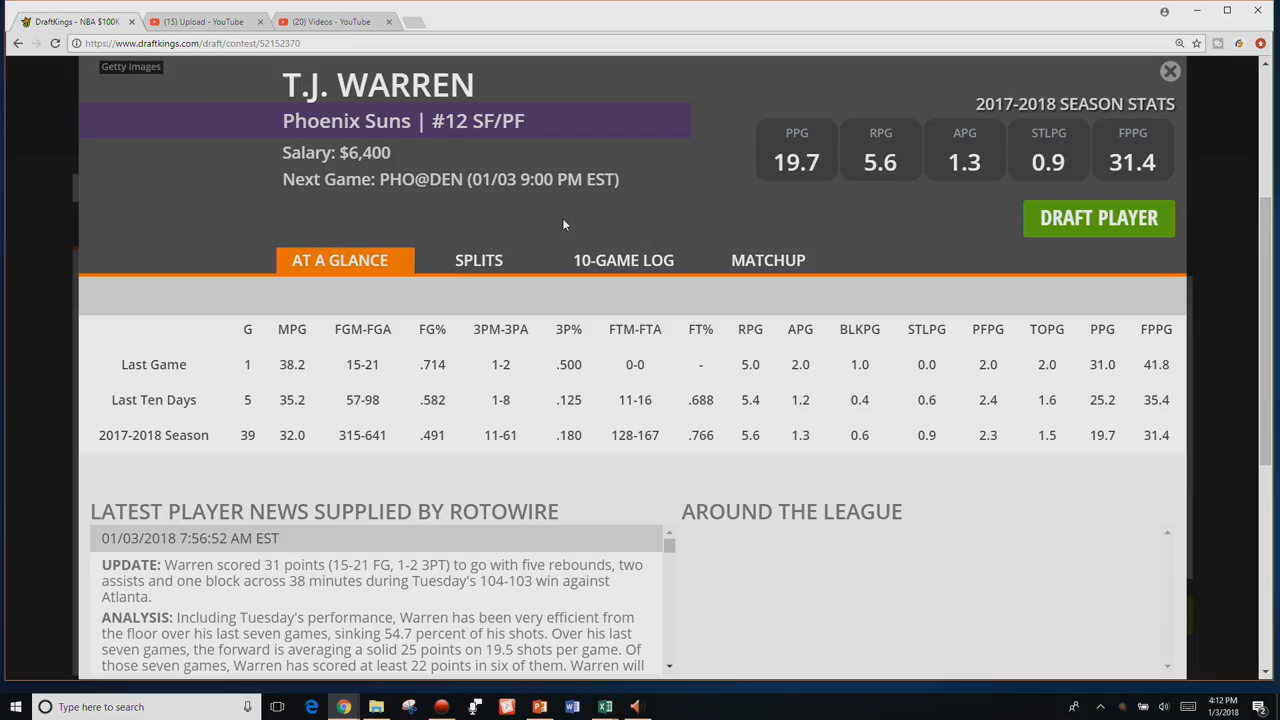 DraftKings - NBA $100K
(15) Upload - YouTube
(20) Videos - YouTube
https://www.draftkings.com/draft/contest/52152370
Getty Images
T.J. WARREN
Phoenix Suns | #12 SF/PF
Salary: $6,400
Next Game: PHO@DEN (01/03 9:00 PM EST)
2017-2018 SEASON STATS
PPG RPG APG STLPG FPPG
19.7 5.6 1.3 0.9 31.4
DRAFT PLAYER
AT A GLANCE SPLITS 10-GAME LOG MATCHUP
G MPG FGM-FGA FG% 3PM-3PA 3P% FTM-FTA FT% RPG APG BLKPG STLPG PFPG TOPG PPG FPPG
Last Game 1 38.2 15-21 .714 1-2 .500 0-0 - 5.0 2.0 1.0 0.0 2.0 2.0 31.0 41.8
Last Ten Days 5 35.2 57-98 .582 1-8 .125 11-16 .688 5.4 1.2 0.4 0.6 2.4 1.6 25.2 35.4
2017-2018 Season 39 32.0 315-641 .491 11-61 .180 128-167 .766 5.6 1.3 0.6 0.9 2.3 1.5 19.7 31.4
LATEST PLAYER NEWS SUPPLIED BY ROTOWIRE
01/03/2018 7:56:52 AM EST
UPDATE: Warren scored 31 points (15-21 FG, 1-2 3PT) to go with five rebounds, two
assists and one block across 38 minutes during Tuesday's 104-103 win against
Atlanta.
ANALYSIS: Including Tuesday's performance, Warren has been very efficient from
the floor over his last seven games, sinking 54.7 percent of his shots. Over his last
seven games, the forward is averaging a solid 25 points on 19.5 shots per game. Of
those seven games, Warren has scored at least 22 points in six of them. Warren will
AROUND THE LEAGUE
Type here to search
4:12 PM
1/3/2018